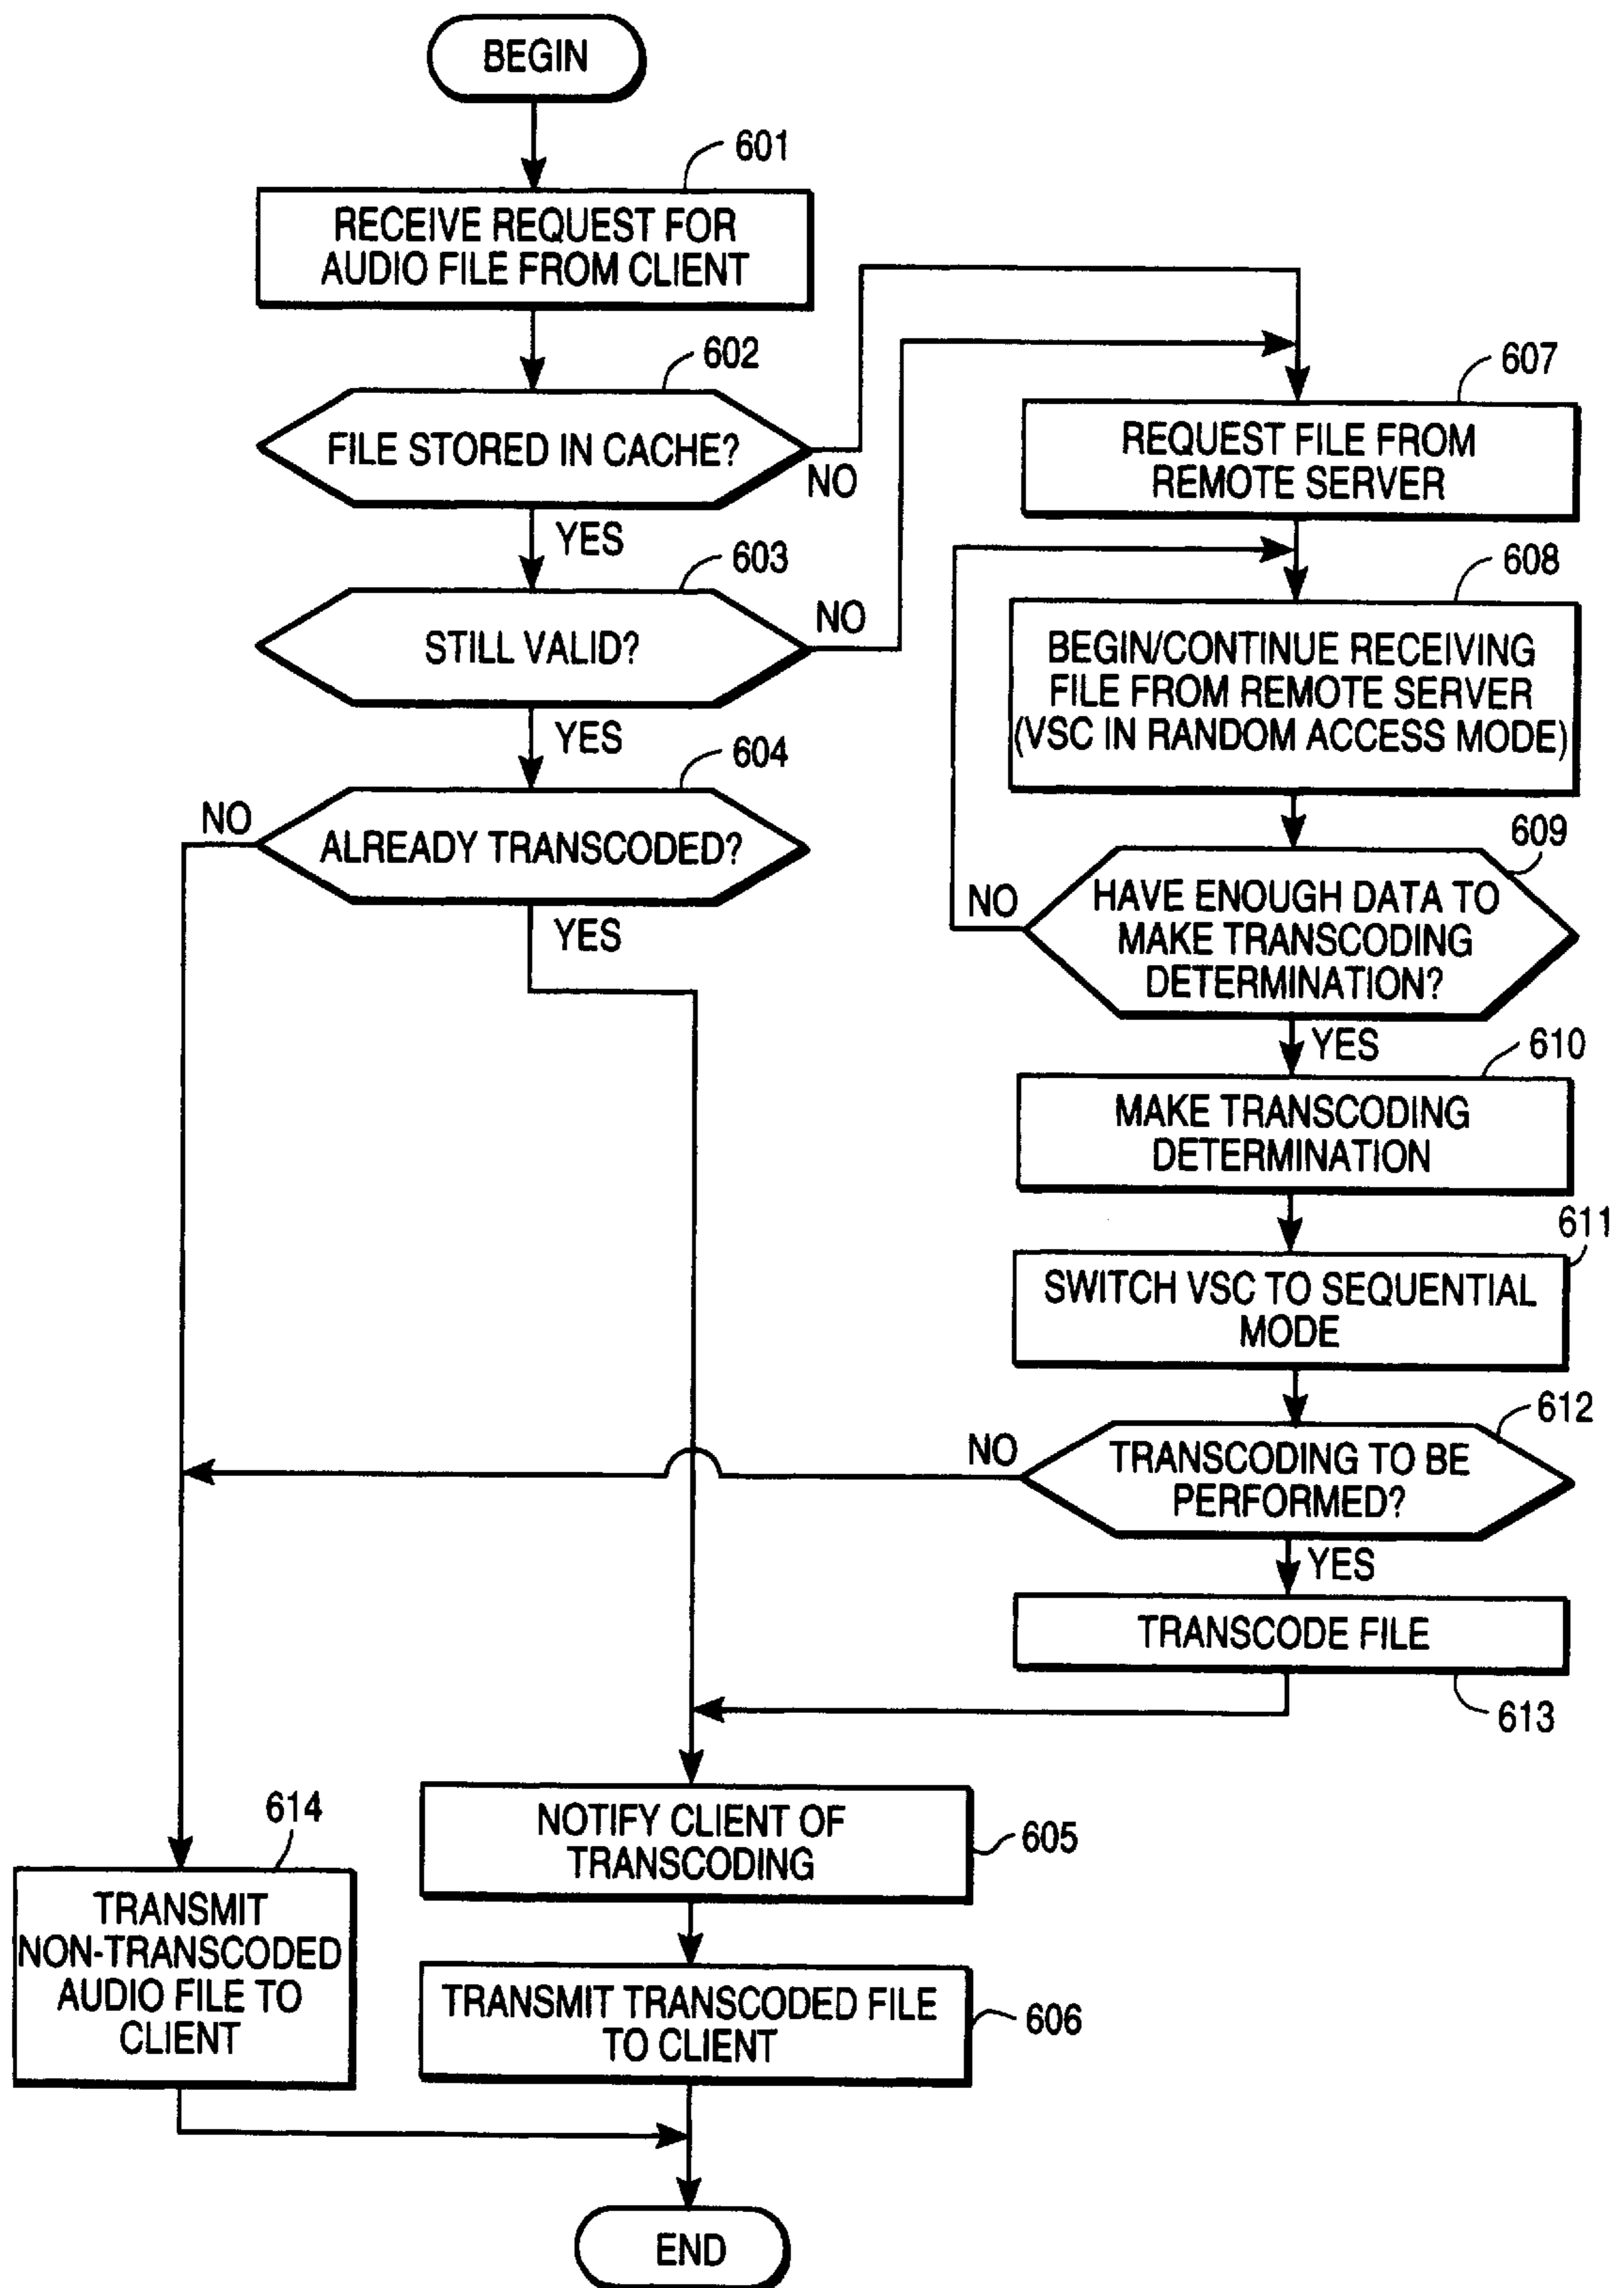 BEGIN
601
RECEIVE REQUEST FOR
AUDIO FILE FROM CLIENT
602
FILE STORED IN CACHE?
NO
YES
603
STILL VALID?
NO
YES
604
NO
ALREADY TRANSCODED?
YES
607
REQUEST FILE FROM
REMOTE SERVER
608
BEGIN/CONTINUE RECEIVING
FILE FROM REMOTE SERVER
(VSC IN RANDOM ACCESS MODE)
609
NO
HAVE ENOUGH DATA TO
MAKE TRANSCODING
DETERMINATION?
YES
610
MAKE TRANSCODING
DETERMINATION
611
SWITCH VSC TO SEQUENTIAL
MODE
612
NO
TRANSCODING TO BE
PERFORMED?
YES
TRANSCODE FILE
613
614
TRANSMIT
NON-TRANSCODED
AUDIO FILE TO
CLIENT
NOTIFY CLIENT OF
TRANSCODING
605
TRANSMIT TRANSCODED FILE
TO CLIENT
606
END